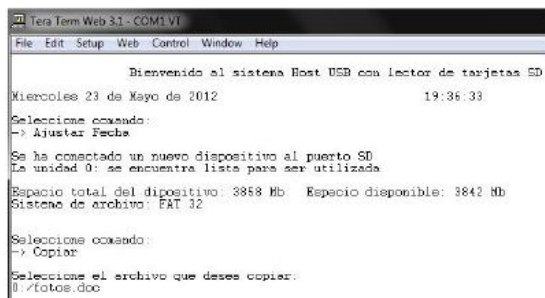 Tera Term Web 3.1 - COM1 VT
File Edit Setup Web Control Window Help
Bienvenido al sistema Host USB con lector de tarjetas SD
Miercoles 23 de Mayo de 2012 19:36:33
Seleccione comando:
-> Ajustar Fecha
Se ha conectado un nuevo dispositivo al puerto SD
La unidad 0: se encuentra lista para ser utilizada
Espacio total del dipositivo: 3858 Mb Espacio disponible: 3842 Mb
Sistema de archivo: FAT 32
Seleccione comando:
-> Copiar
Seleccione el archivo que desea copiar:
0:/fotos.doc